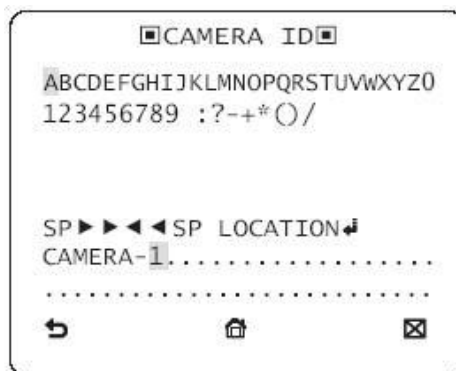 ▣CAMERA ID▣
ABCDEFGHIJKLMNOPQRSTUVWXYZ0
123456789 :?-+*()/
SP►►◄◄SP LOCATION↲
CAMERA-1..................
...........................